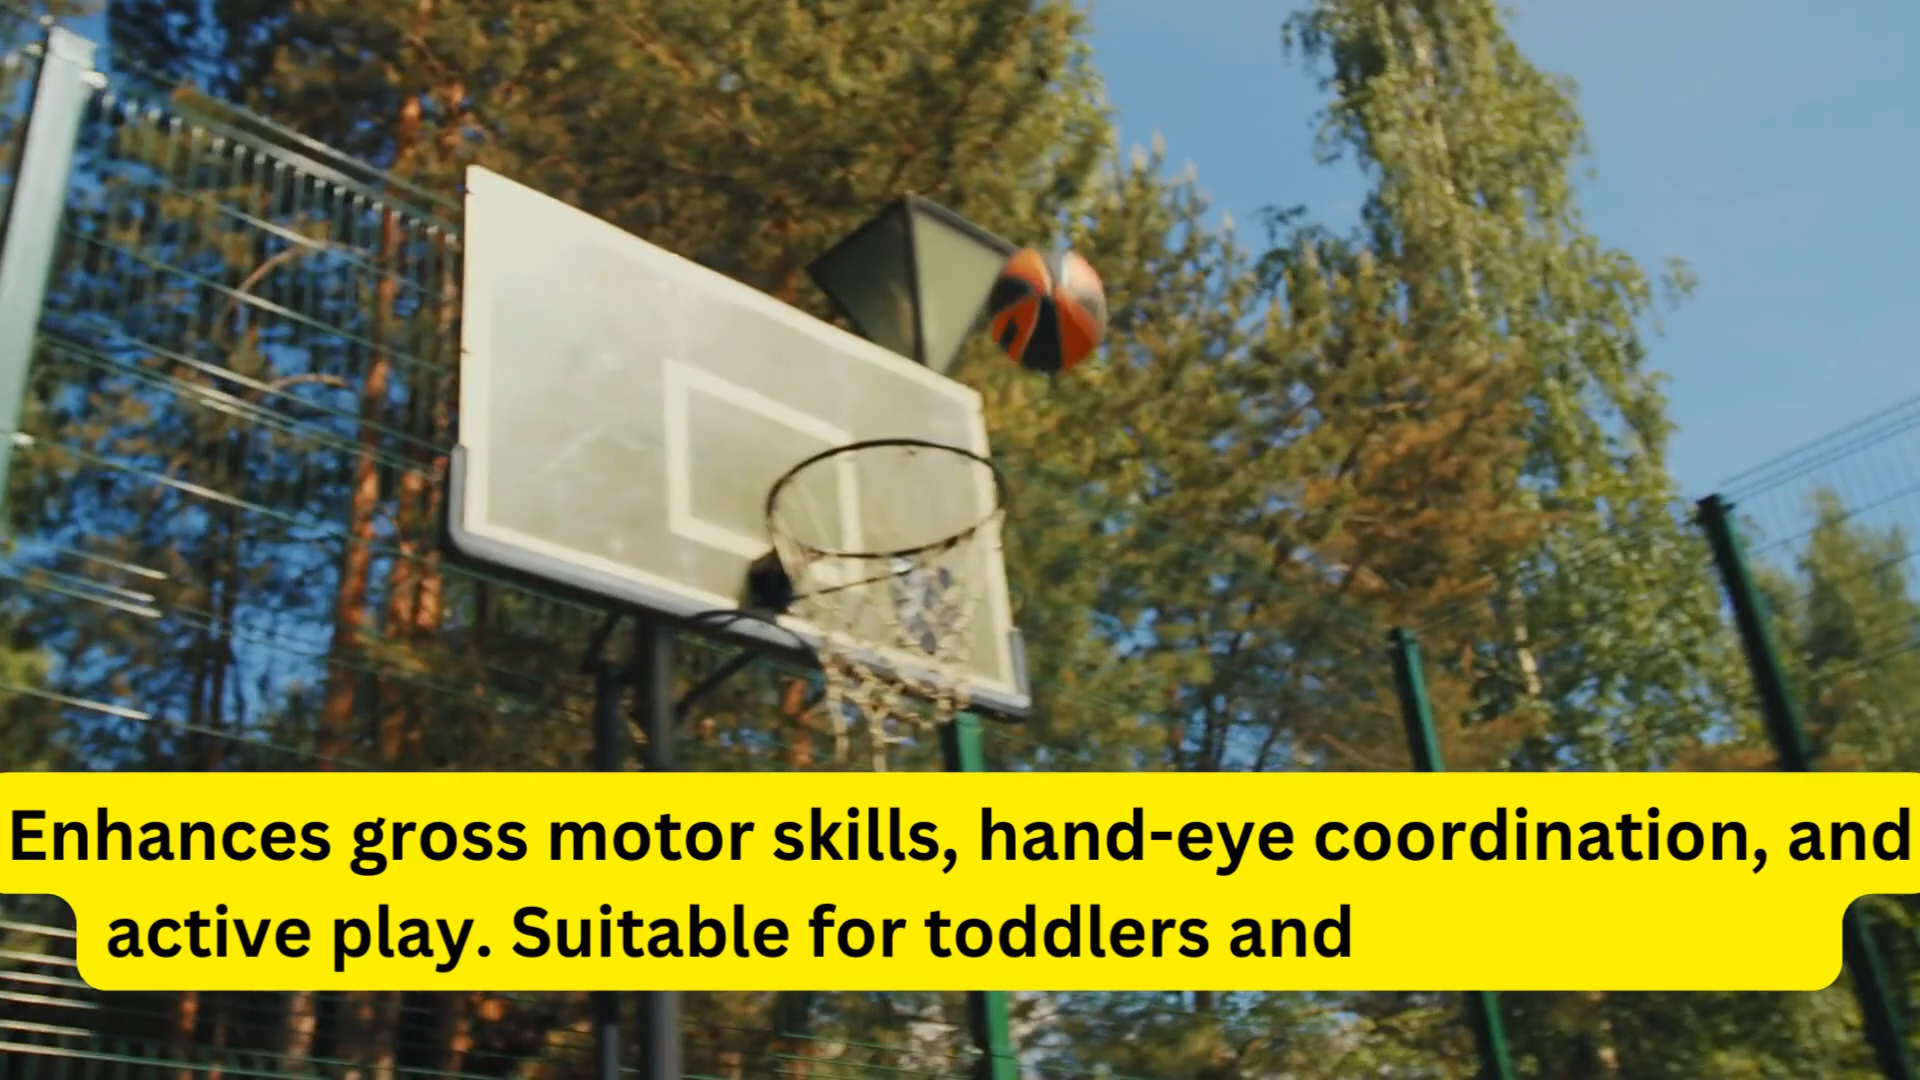 Enhances gross motor skills, hand-eye coordination, and
active play. Suitable for toddlers and